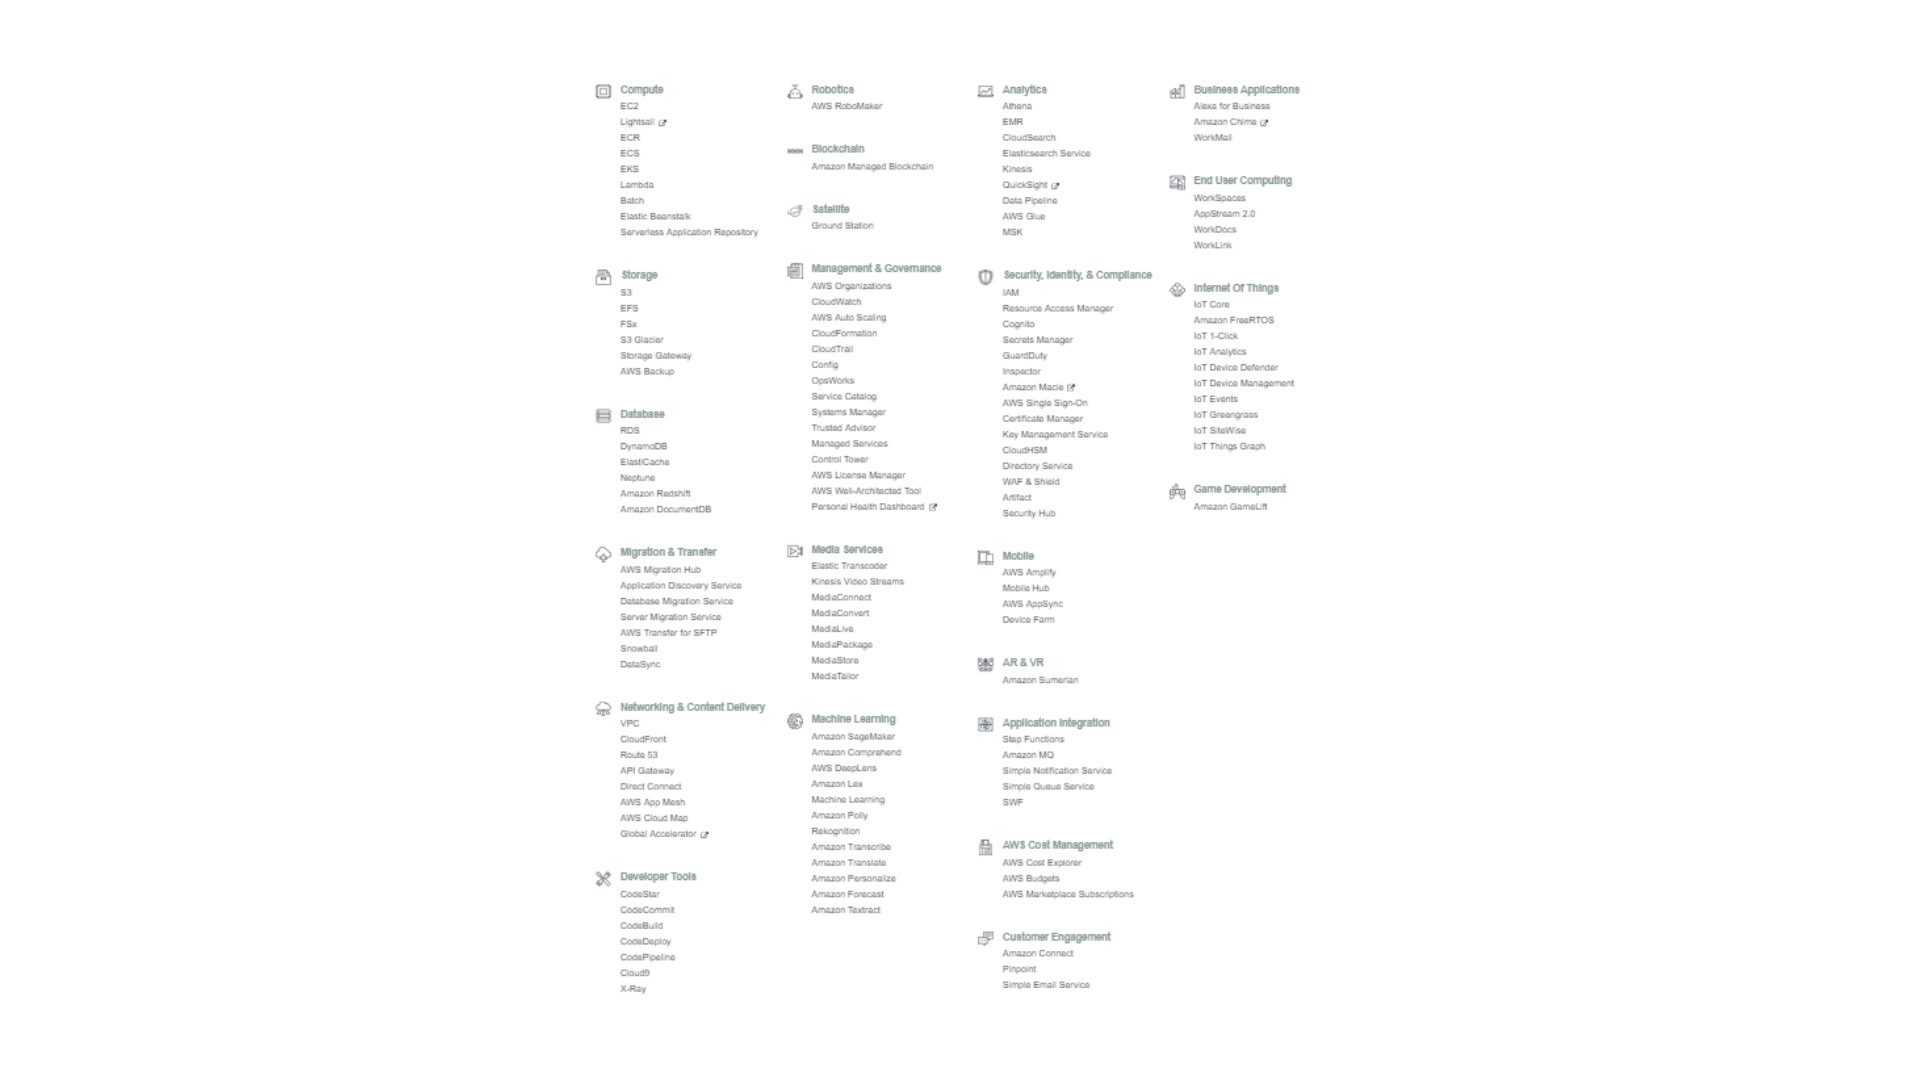 Compute
EC2
Lightsail
ECR
ECS
EKS
Lambda
Batch
Elastic Beanstalk
Serverless Application Repository
Storage
S3
EFS
FSx
S3 Glacier
Storage Gateway
AWS Backup
Database
RDS
DynamoDB
ElastiCache
Neptune
Amazon Redshift
Amazon DocumentDB
Migration & Transfer
AWS Migration Hub
Application Discovery Service
Database Migration Service
Server Migration Service
AWS Transfer for SFTP
Snowball
DataSync
Networking & Content Delivery
VPC
CloudFront
Route 53
API Gateway
Direct Connect
AWS App Mesh
AWS Cloud Map
Global Accelerator
Developer Tools
CodeStar
CodeCommit
CodeBuild
CodeDeploy
CodePipeline
Cloud9
X-Ray
Robotics
AWS RoboMaker
Blockchain
Amazon Managed Blockchain
Satellite
Ground Station
Management & Governance
AWS Organizations
CloudWatch
AWS Auto Scaling
CloudFormation
CloudTrail
Config
OpsWorks
Service Catalog
Systems Manager
Trusted Advisor
Managed Services
Control Tower
AWS License Manager
AWS Well-Architected Tool
Personal Health Dashboard
Media Services
Elastic Transcoder
Kinesis Video Streams
MediaConnect
MediaConvert
MediaLive
MediaPackage
MediaStore
MediaTailor
Machine Learning
Amazon SageMaker
Amazon Comprehend
AWS DeepLens
Amazon Lex
Machine Learning
Amazon Polly
Rekognition
Amazon Transcribe
Amazon Translate
Amazon Personalize
Amazon Forecast
Amazon Textract
Analytics
Athena
EMR
CloudSearch
Elasticsearch Service
Kinesis
QuickSight
Data Pipeline
AWS Glue
MSK
Security, Identity, & Compliance
IAM
Resource Access Manager
Cognito
Secrets Manager
GuardDuty
Inspector
Amazon Macie
AWS Single Sign-On
Certificate Manager
Key Management Service
CloudHSM
Directory Service
WAF & Shield
Artifact
Security Hub
Mobile
AWS Amplify
Mobile Hub
AWS AppSync
Device Farm
AR & VR
Amazon Sumerian
Application Integration
Step Functions
Amazon MQ
Simple Notification Service
Simple Queue Service
SWF
AWS Cost Management
AWS Cost Explorer
AWS Budgets
AWS Marketplace Subscriptions
Customer Engagement
Amazon Connect
Pinpoint
Simple Email Service
Business Applications
Alexa for Business
Amazon Chime
WorkMail
End User Computing
WorkSpaces
AppStream 2.0
WorkDocs
WorkLink
Internet Of Things
IoT Core
Amazon FreeRTOS
IoT 1-Click
IoT Analytics
IoT Device Defender
IoT Device Management
IoT Events
IoT Greengrass
IoT SiteWise
IoT Things Graph
Game Development
Amazon GameLift